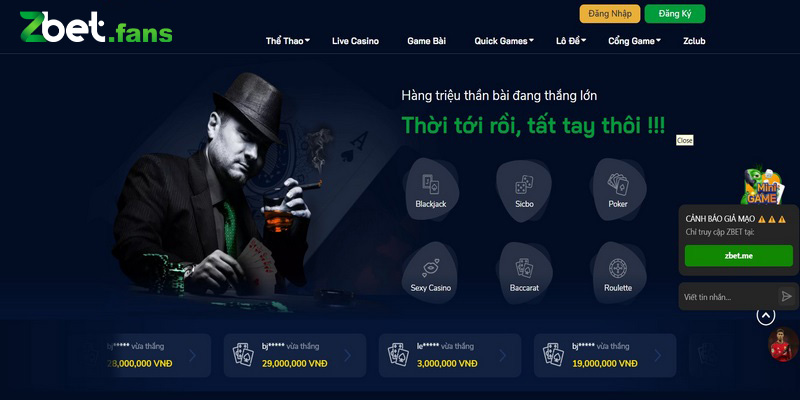 Zbet.fans
Đăng Nhập
Đăng Ký
Thể Thao
Live Casino
Game Bài
Quick Games
Lô Đề
Cổng Game
Zclub
Hàng triệu thần bài đang thắng lớn
Thời tới rồi, tất tay thôi !!!
Close
Blackjack
Sicbo
Poker
Mini
GAME
CẢNH BÁO GIẢ MẠO
Chỉ truy cập ZBET tại:
zbet.me
Sexy Casino
Baccarat
Roulette
Viết tin nhắn...
bj***** vừa thắng
28,000,000 VNĐ
bj***** vừa thắng
29,000,000 VNĐ
le***** vừa thắng
3,000,000 VNĐ
bj***** vừa thắng
19,000,000 VNĐ